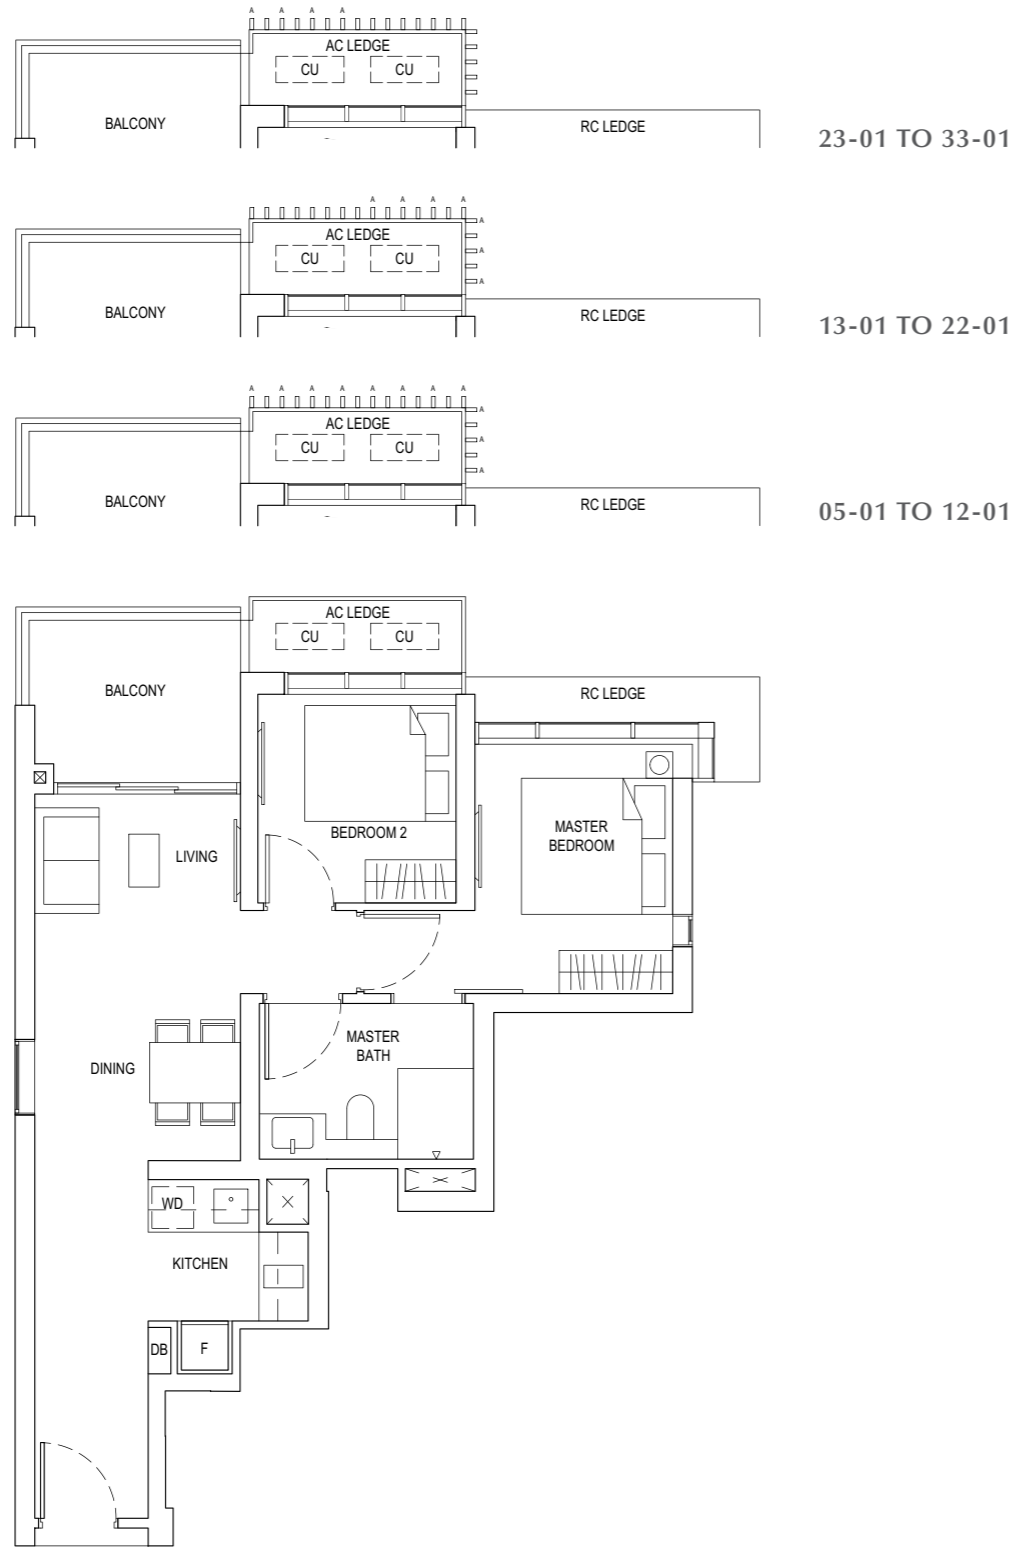 A A A A
AC LEDGE
CU CU
BALCONY
RC LEDGE
23-01 TO 33-01
A A A A
A
AC LEDGE
A
CU CU
A
BALCONY
RC LEDGE
13-01 TO 22-01
A A A A A A A
A
AC LEDGE
A
CU CU
A
BALCONY
RC LEDGE
05-01 TO 12-01
AC LEDGE
CU CU
BALCONY
RC LEDGE
BEDROOM 2
MASTER
BEDROOM
LIVING
MASTER
BATH
DINING
WD
KITCHEN
DB
F